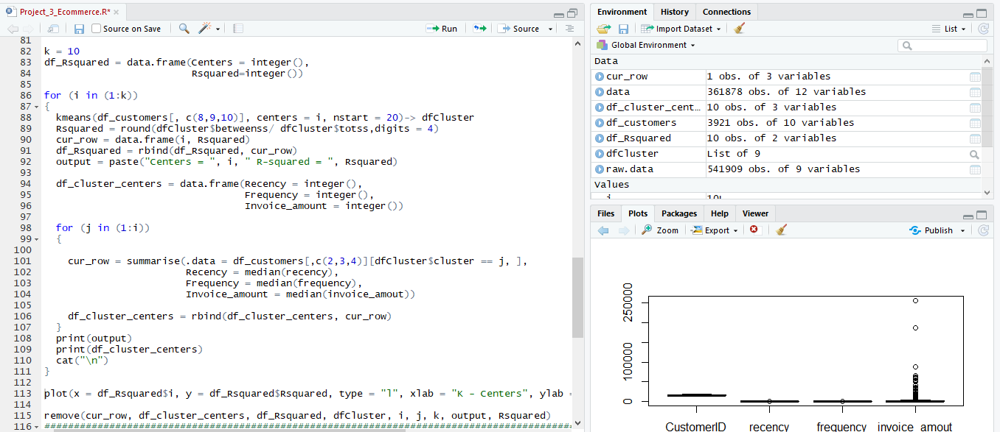 Project_3_Ecommerce.R*
Source on Save
Run
Source
81
82 k = 10
83 df_Rsquared = data.frame(Centers = integer(),
84 Rsquared=integer())
85
86 for (i in (1:k))
87 {
88 kmeans(df_customers[, c(8,9,10)], centers = i, nstart = 20)-> dfCluster
89 Rsquared = round(dfCluster$betweenss/ dfCluster$totss,digits = 4)
90 cur_row = data.frame(i, Rsquared)
91 df_Rsquared = rbind(df_Rsquared, cur_row)
92 output = paste("Centers = ", i, " R-squared = ", Rsquared)
93
94 df_cluster_centers = data.frame(Recency = integer(),
95 Frequency = integer(),
96 Invoice_amount = integer())
97
98 for (j in (1:i))
99 {
100
101 cur_row = summarise(.data = df_customers[,c(2,3,4)][dfCluster$cluster == j, ],
102 Recency = median(recency),
103 Frequency = median(frequency),
104 Invoice_amount = median(invoice_amout))
105
106 df_cluster_centers = rbind(df_cluster_centers, cur_row)
107 }
108 print(output)
109 print(df_cluster_centers)
110 cat("\n")
111 }
112
113 plot(x = df_Rsquared$i, y = df_Rsquared$Rsquared, type = "l", xlab = "K - Centers", ylab =
114
115 remove(cur_row, df_cluster_centers, df_Rsquared, dfCluster, i, j, k, output, Rsquared)
116 ##########################################################################################
Environment History Connections
Import Dataset List
Global Environment
Data
cur_row 1 obs. of 3 variables
data 361878 obs. of 12 variables
df_cluster_cent… 10 obs. of 3 variables
df_customers 3921 obs. of 10 variables
df_Rsquared 10 obs. of 2 variables
dfCluster List of 9
raw.data 541909 obs. of 9 variables
Values
Files Plots Packages Help Viewer
Zoom Export Publish
250000
100000
0
CustomerID recency frequency invoice_amout